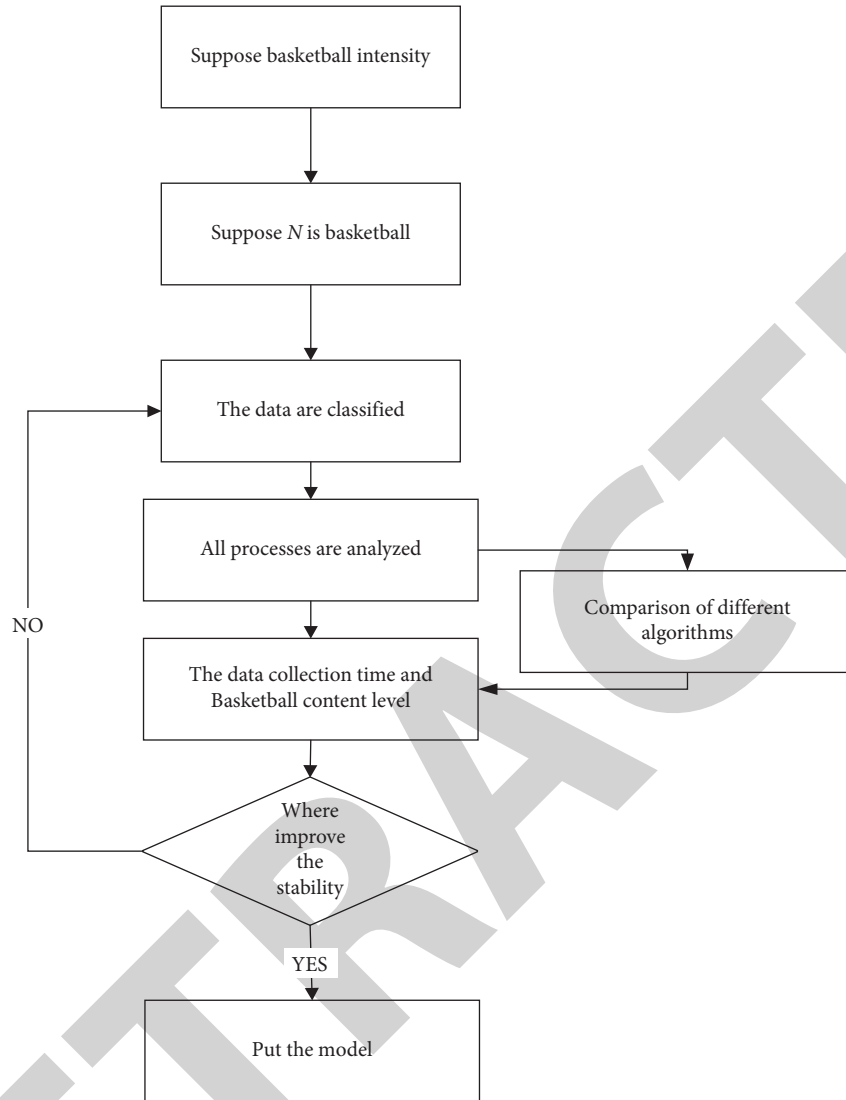 Suppose basketball intensity
Suppose N is basketball
The data are classified
All processes are analyzed
Comparison of different
algorithms
NO
The data collection time and
Basketball content level
Where
improve
the
stability
YES
Put the model
TRACT